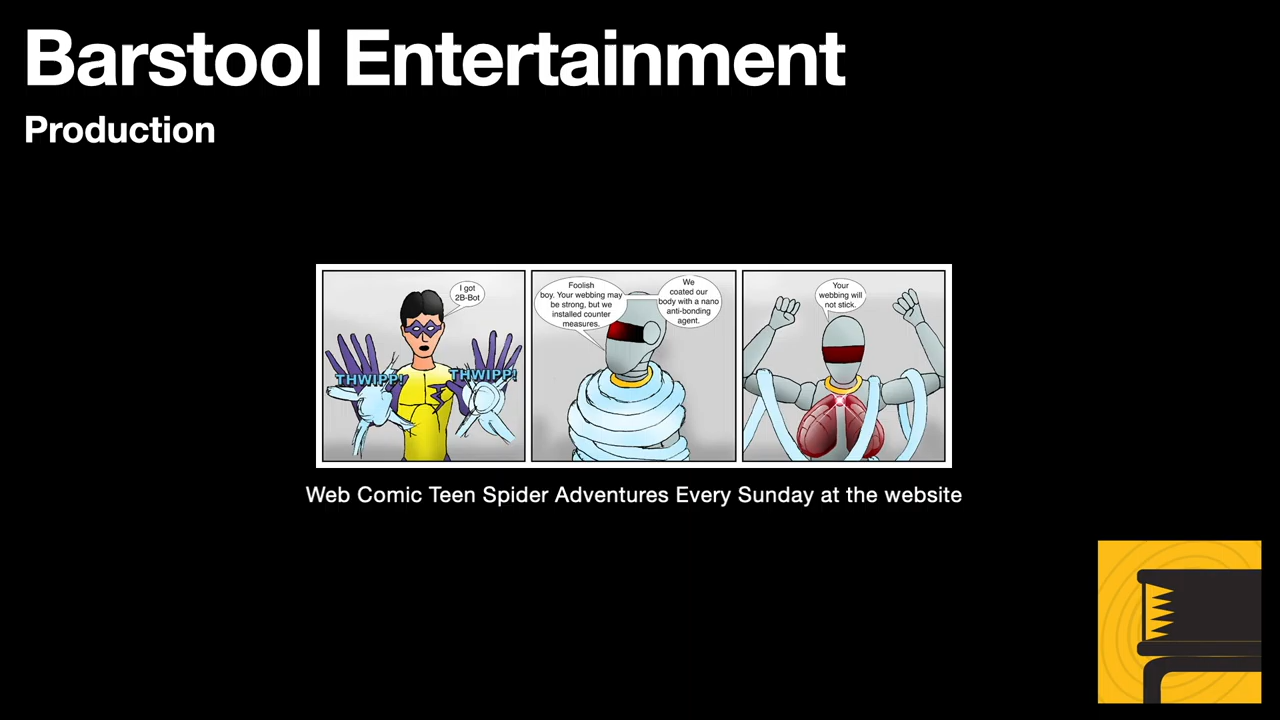 Barstool Entertainment
Production
I got
2B-Bot
THWIPP!
THWIPP!
Foolish
boy. Your webbing may
be strong, but we
installed counter
measures.
We
coated our
body with a nano
anti-bonding
agent.
Your
webbing will
not stick.
Web Comic Teen Spider Adventures Every Sunday at the website